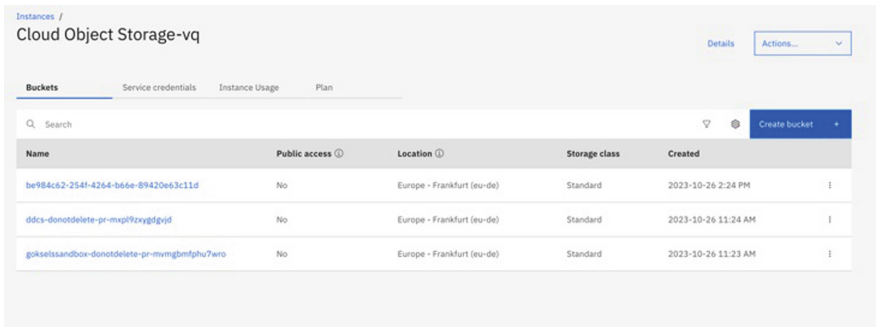 Instances /
Cloud Object Storage-vq
Details Actions...
Buckets Service credentials Instance Usage Plan
Search Create bucket +
Name Public access Location Storage class Created
be984c62-254f-4264-b66e-89420e63c11d No Europe - Frankfurt (eu-de) Standard 2023-10-26 2:24 PM
ddcs-donotdelete-pr-mxpl9zxygdgvjd No Europe - Frankfurt (eu-de) Standard 2023-10-26 11:24 AM
gokselssandbox-donotdelete-pr-mvmgbmfphu7wro No Europe - Frankfurt (eu-de) Standard 2023-10-26 11:23 AM